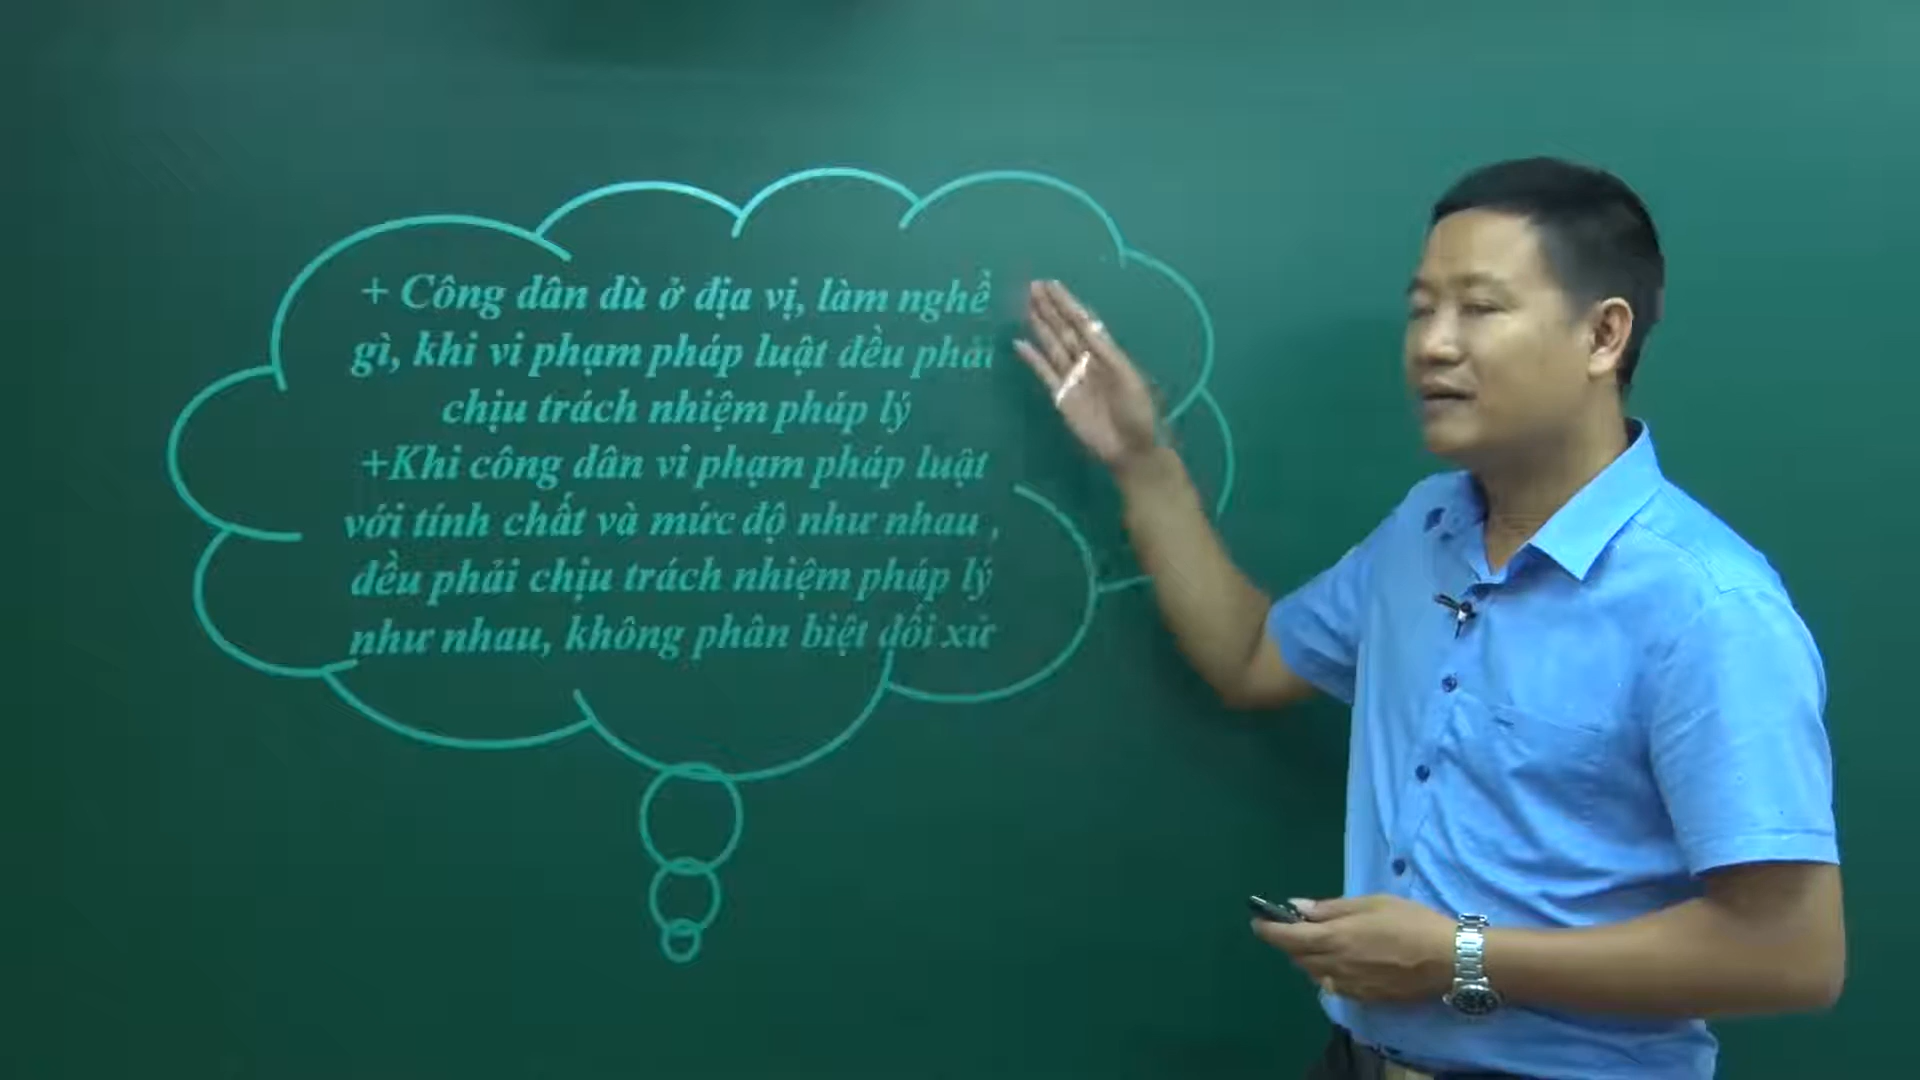 + Công dân dù ở địa vị, làm nghề
gì, khi vi phạm pháp luật đều phải
chịu trách nhiệm pháp lý
+Khi công dân vi phạm pháp luật
với tính chất và mức độ như nhau ,
đều phải chịu trách nhiệm pháp lý
như nhau, không phân biệt đối xử